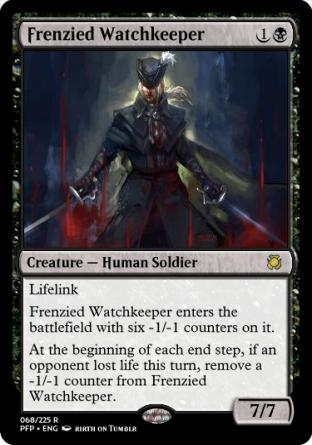 Frenzied Watchkeeper 1
Creature — Human Soldier
Lifelink
Frenzied Watchkeeper enters the
battlefield with six -1/-1 counters on it.
At the beginning of each end step, if an
opponent lost life this turn, remove a
-1/-1 counter from Frenzied
Watchkeeper.
068/225 R
PFP • ENG BIRTH ON TUMBLR
7/7